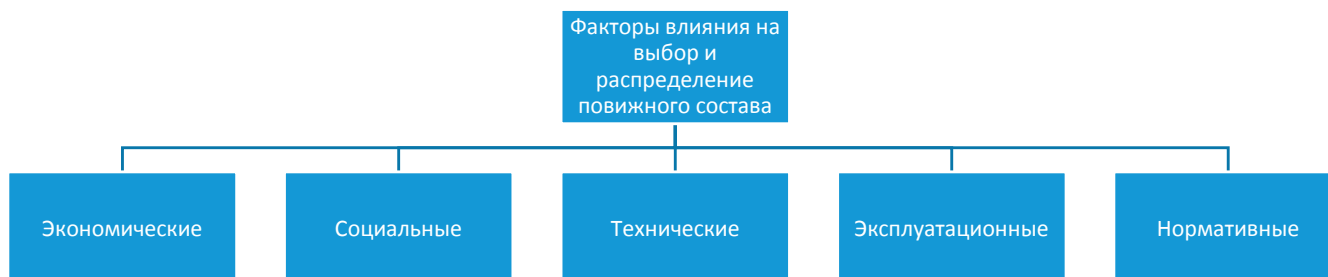 Факторы влияния на
выбор и
распределение
повижного состава
Экономические
Социальные
Технические
Эксплуатационные
Нормативные